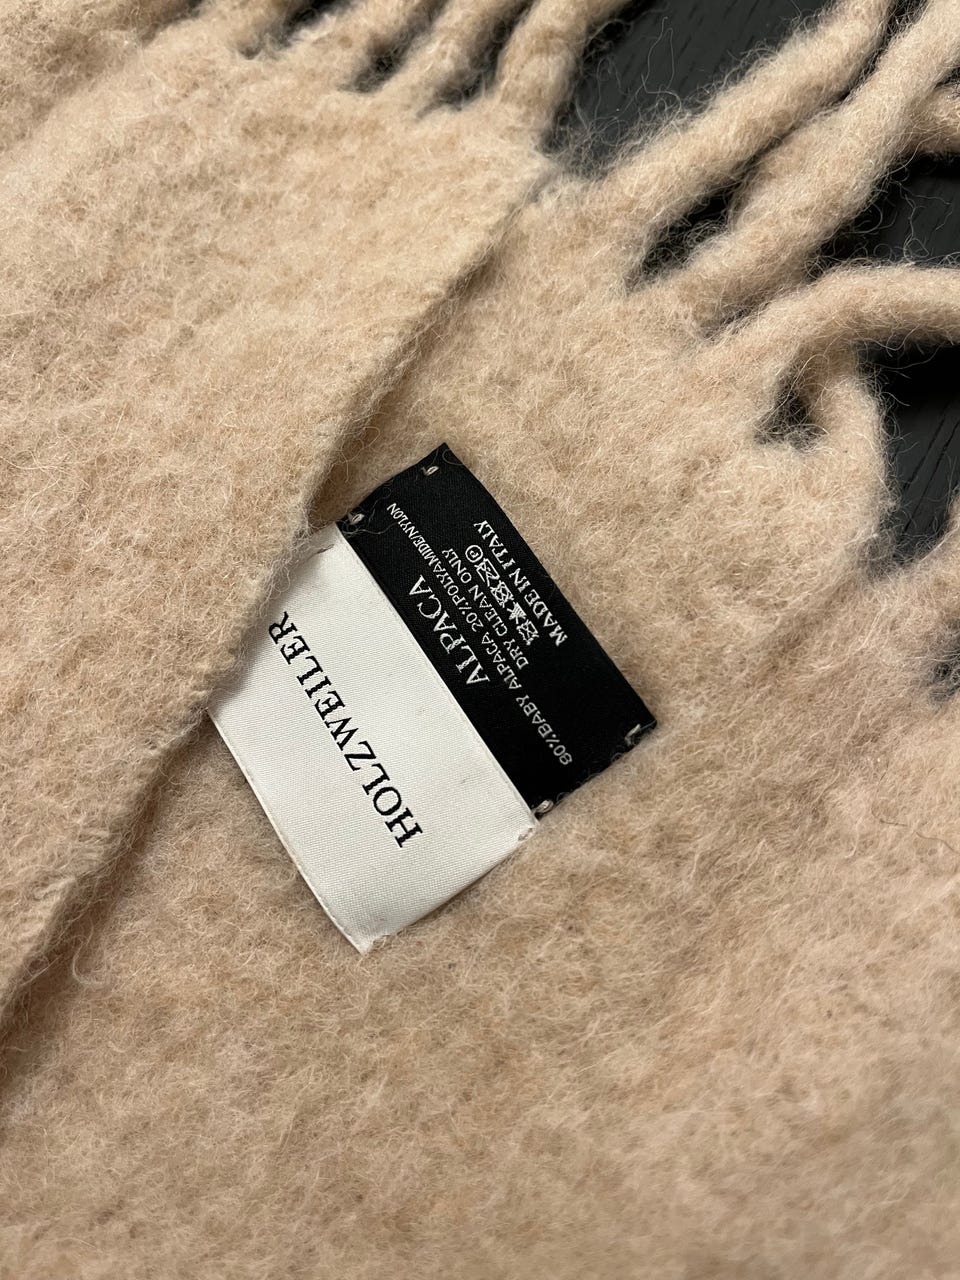 HOLZWEILER
ALPACA
80%BABY ALPACA 20%POLYAMIDE/NYLON
DRY CLEAN ONLY
MADE IN ITALY